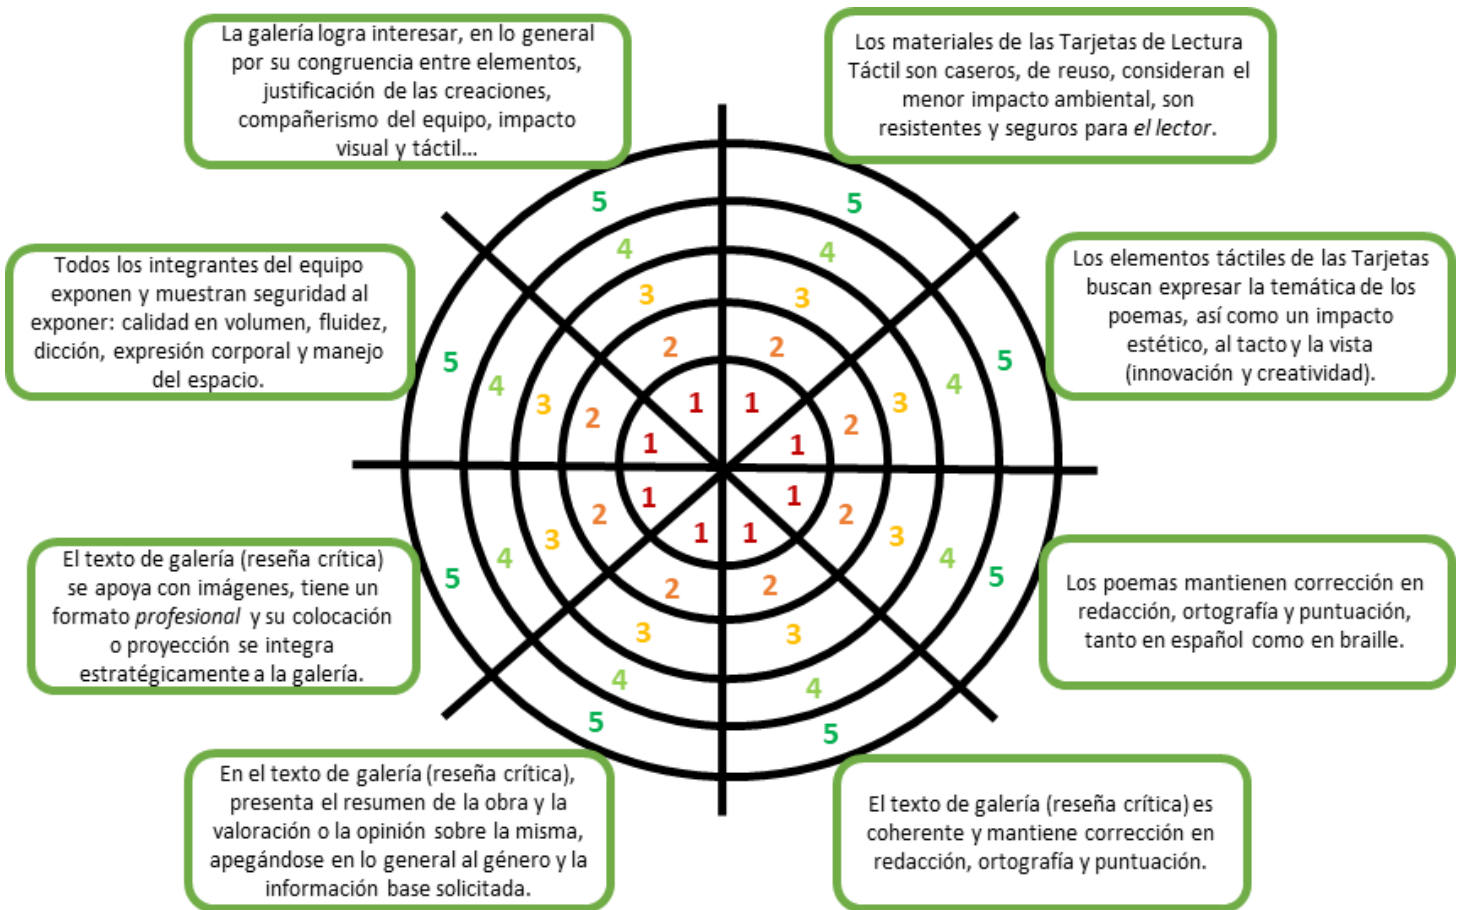 La galería logra interesar, en lo general
por su congruencia entre elementos,
justificación de las creaciones,
compañerismo del equipo, impacto
visual y táctil...
Los materiales de las Tarjetas de Lectura
Táctil son caseros, de reuso, consideran el
menor impacto ambiental, son
resistentes y seguros para el lector.
Todos los integrantes del equipo
exponen y muestran seguridad al
exponer: calidad en volumen, fluidez,
dicción, expresión corporal y manejo
del espacio.
Los elementos táctiles de las Tarjetas
buscan expresar la temática de los
poemas, así como un impacto
estético, al tacto y la vista
(innovación y creatividad).
5 5
4 4
3 3
2 2
1 1
5 4 3 2 1
1 2 3 4 5
5 4 3 2 1
1 2 3 4 5
1 1
2 2
3 3
4 4
5 5
El texto de galería (reseña crítica)
se apoya con imágenes, tiene un
formato profesional y su colocación
o proyección se integra
estratégicamente a la galería.
Los poemas mantienen corrección en
redacción, ortografía y puntuación,
tanto en español como en braille.
En el texto de galería (reseña crítica),
presenta el resumen de la obra y la
valoración o la opinión sobre la misma,
apegándose en lo general al género y la
información base solicitada.
El texto de galería (reseña crítica) es
coherente y mantiene corrección en
redacción, ortografía y puntuación.